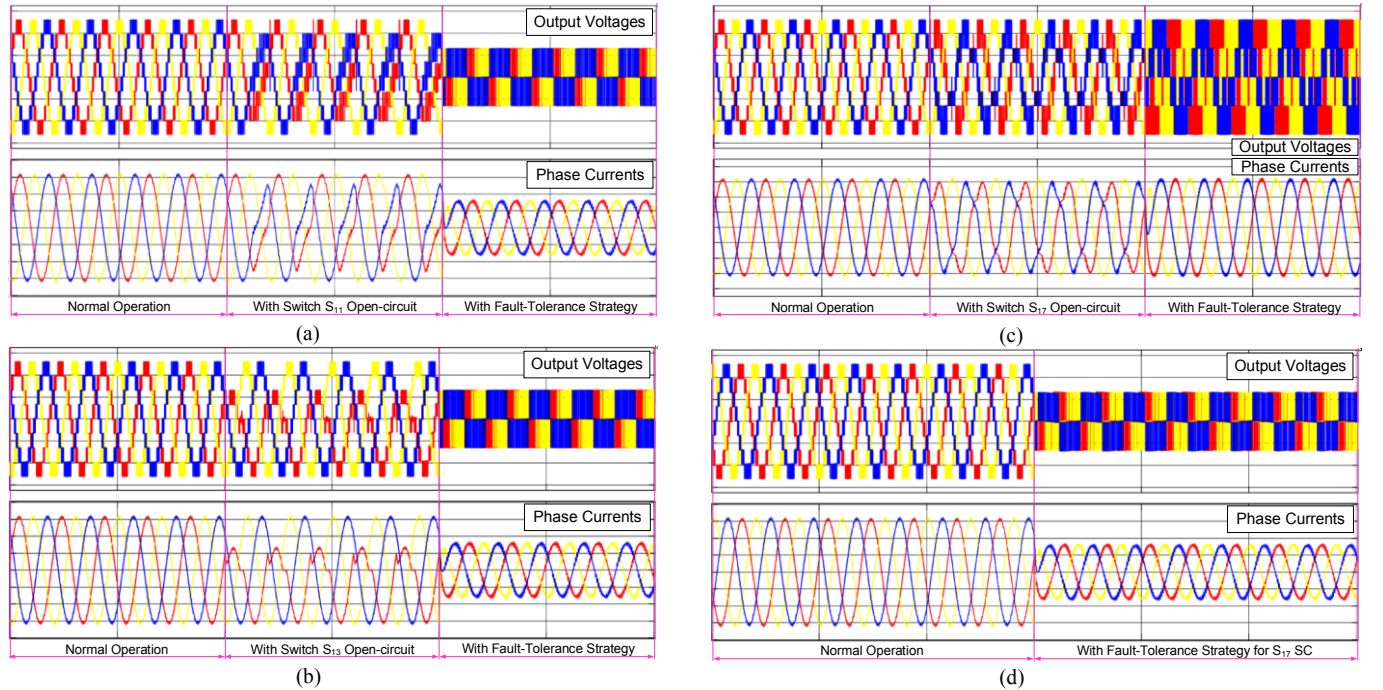 Output Voltages
Phase Currents
Normal Operation
With Switch S₁₁ Open-circuit
With Fault-Tolerance Strategy
(a)
Output Voltages
Phase Currents
Normal Operation
With Switch S₁₃ Open-circuit
With Fault-Tolerance Strategy
(b)
Output Voltages
Phase Currents
Normal Operation
With Switch S₁₇ Open-circuit
With Fault-Tolerance Strategy
(c)
Output Voltages
Phase Currents
Normal Operation
With Fault-Tolerance Strategy for S₁₇ SC
(d)